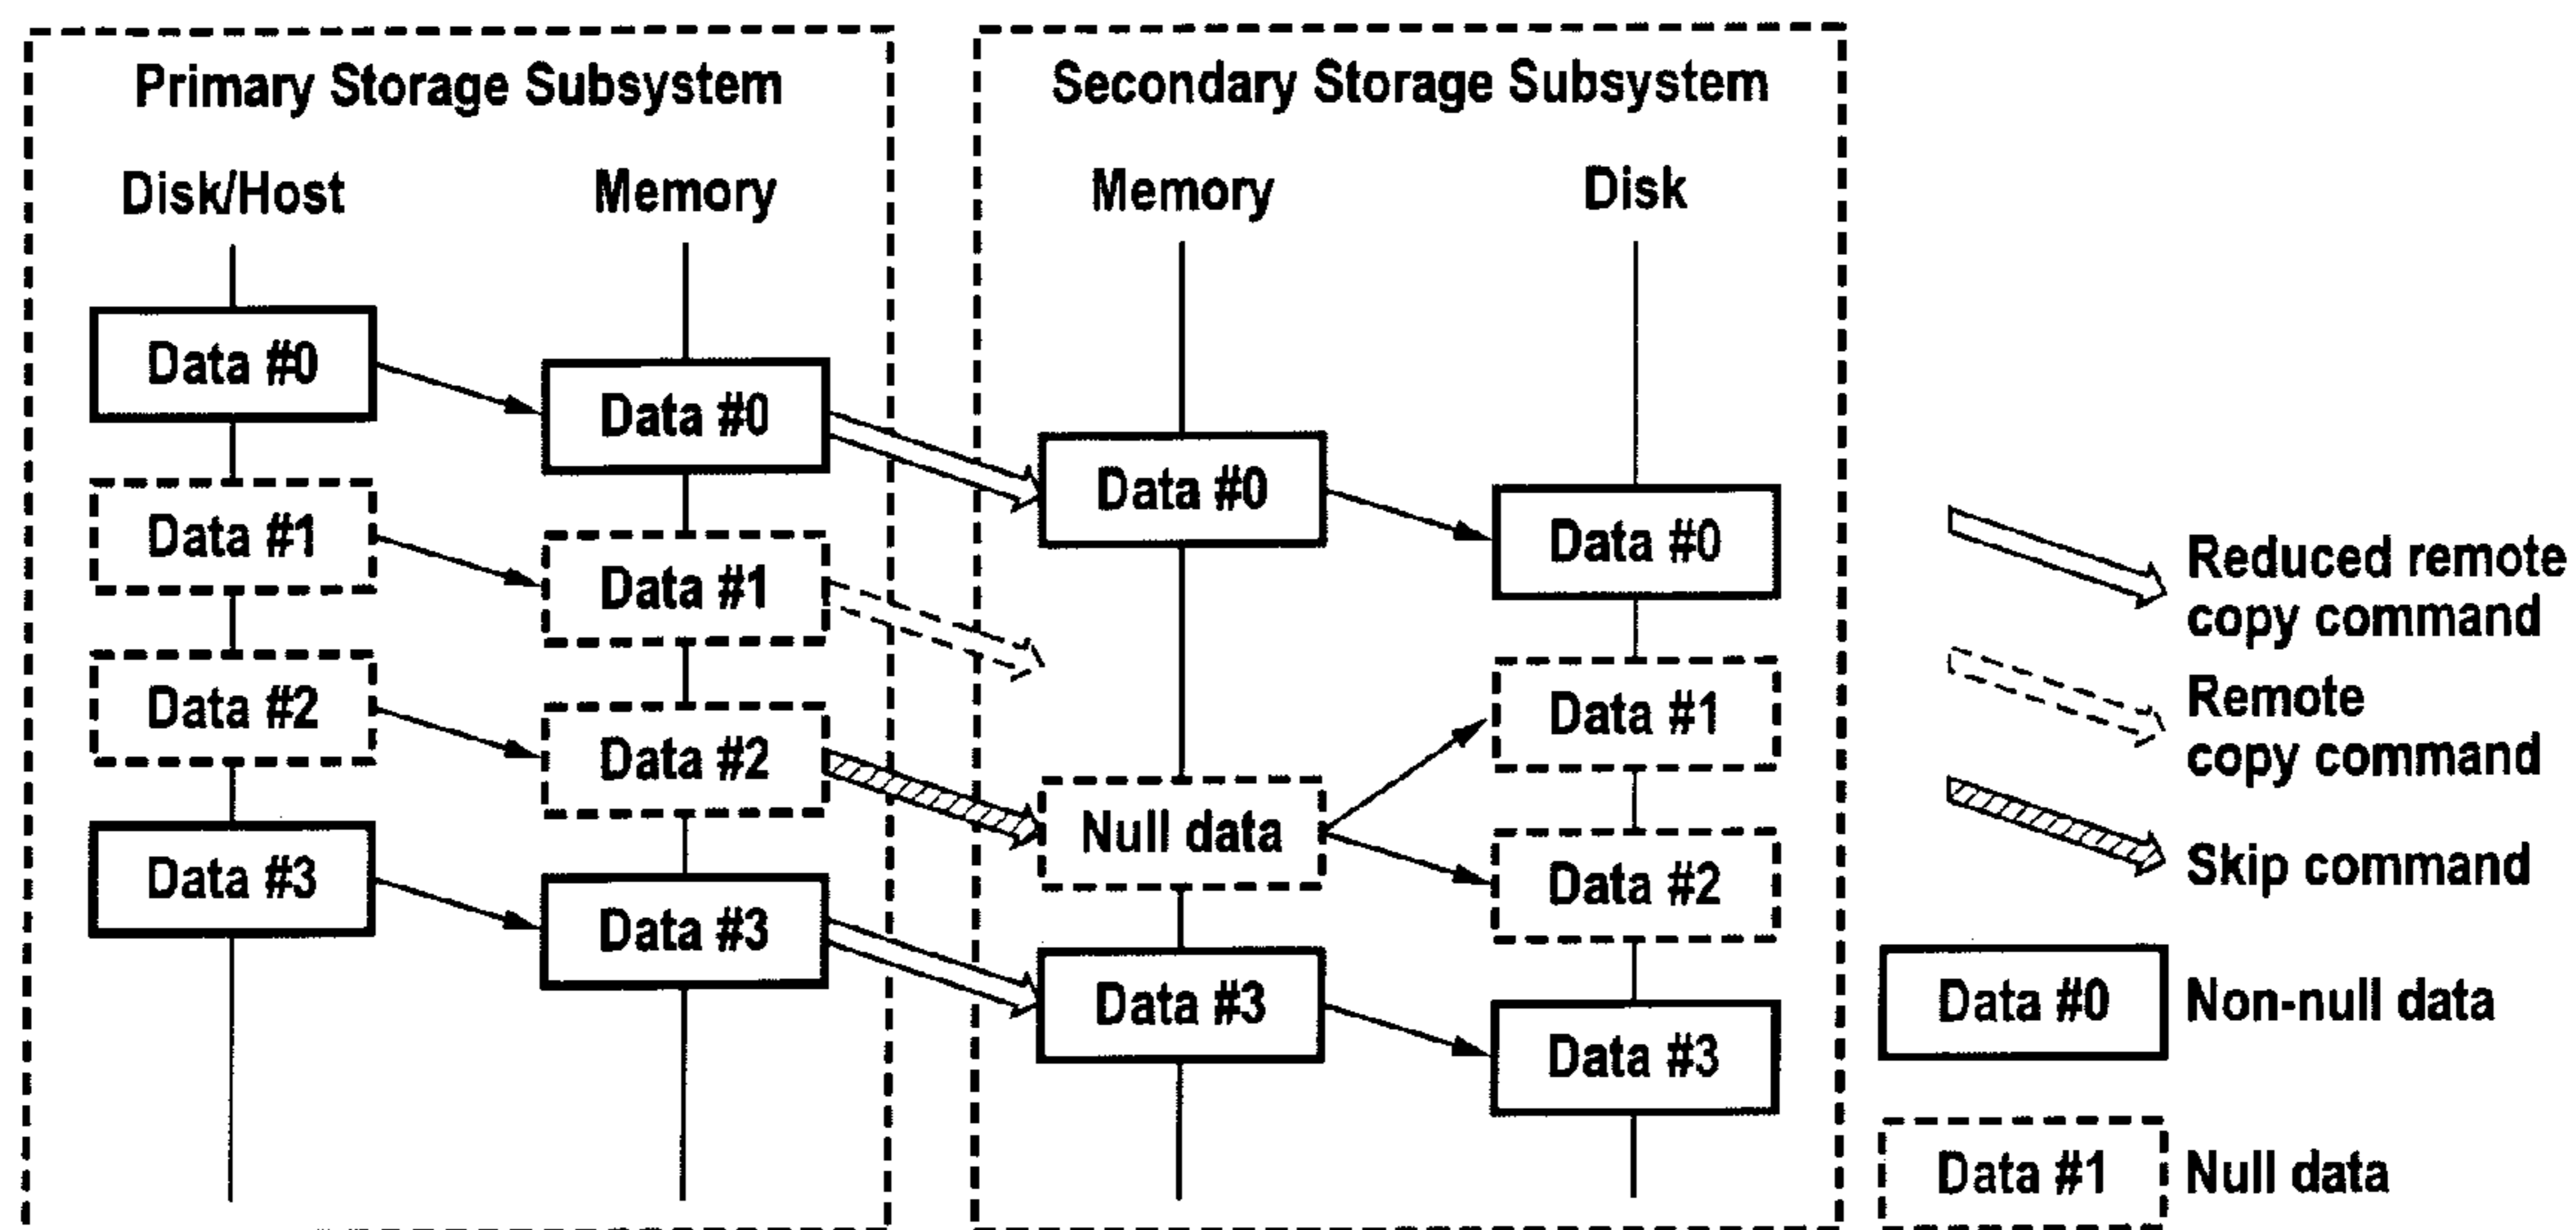 Primary Storage Subsystem
Disk/Host
Memory
Data #0
Data #0
Data #1
Data #1
Data #2
Data #2
Data #3
Data #3
Secondary Storage Subsystem
Memory
Disk
Data #0
Data #0
Data #1
Null data
Data #2
Data #3
Data #3
Reduced remote
copy command
Remote
copy command
Skip command
Data #0
Non-null data
Data #1
Null data